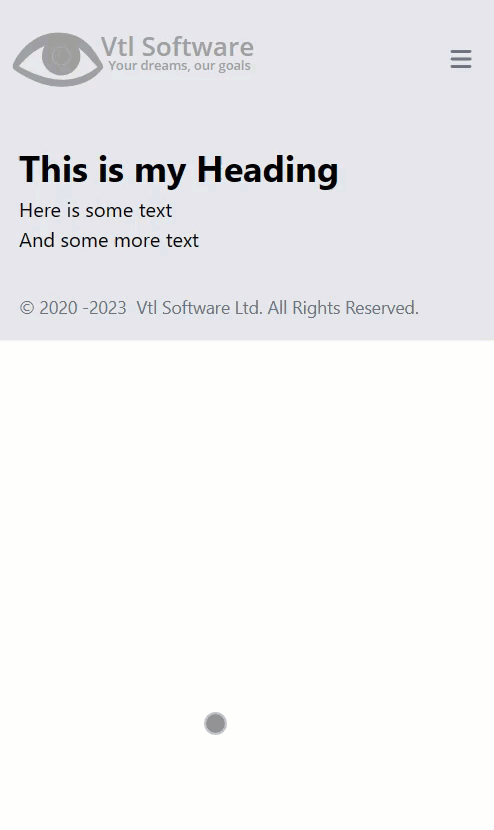 Vtl Software
Your dreams, our goals
This is my Heading
Here is some text
And some more text
© 2020 -2023 Vtl Software Ltd. All Rights Reserved.